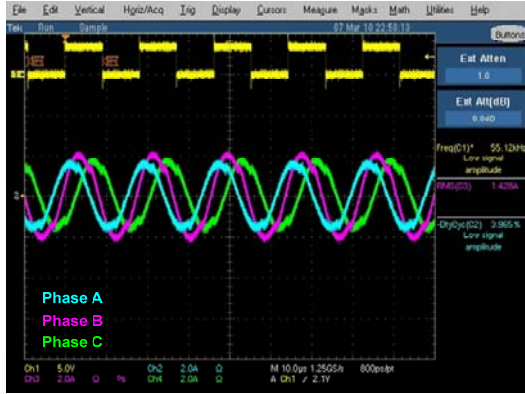 File Edit Vertical Horiz/Acq Trig Display Cursors Measure Masks Math Utilities Help
Tek Run Sample 07 Mar 10 22:58:13 Buttons
Ext Atten
1.0
Ext Att(dB)
0.0dB
Freq(C1)* 55.12kHz
Low signal
amplitude
RMS(C3) 1.428A
-DtyCyc(C2) 3.965%
Low signal
amplitude
Phase A
Phase B
Phase C
Ch1 5.0V Ch2 2.0A Ω M 10.0µs 1.25GS/s 800ps/pt
Ch3 2.0A Ω Ch4 2.0A Ω A Ch1 / 2.1V